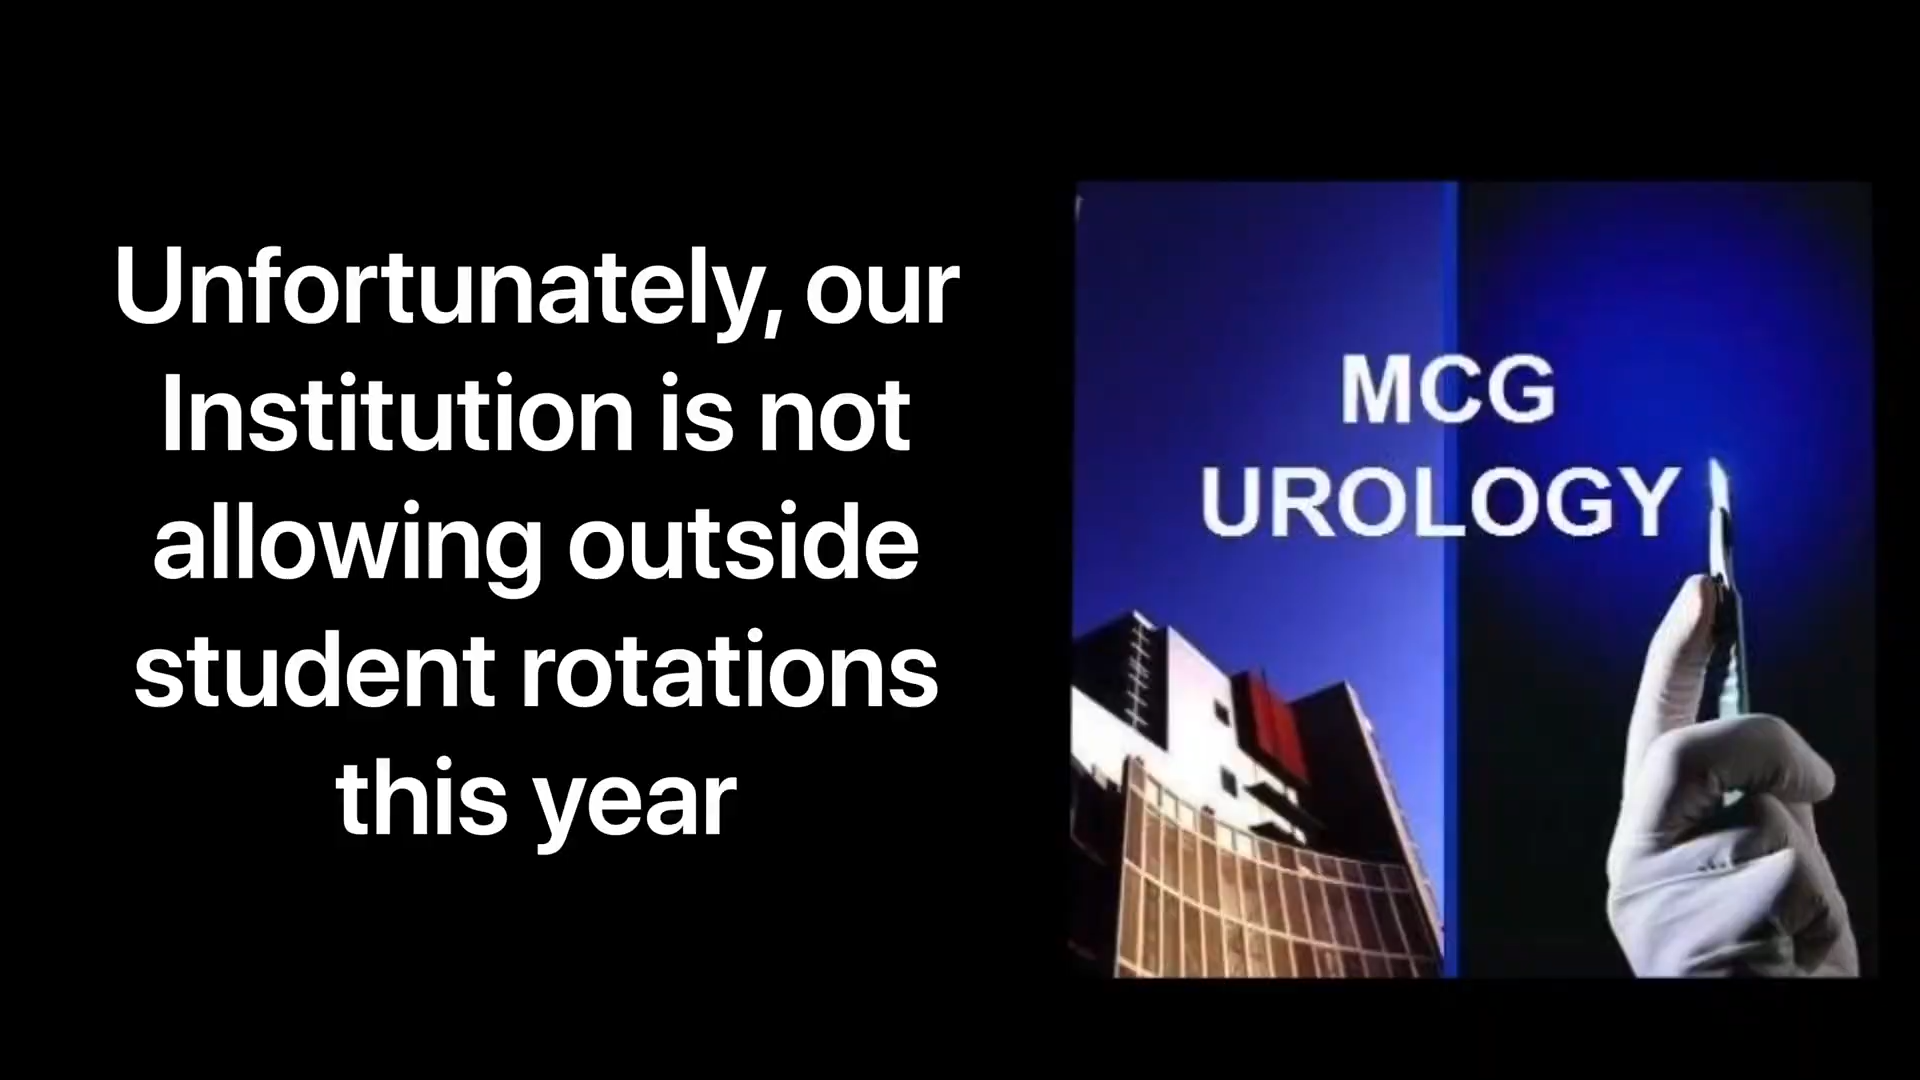 Unfortunately, our
Institution is not
allowing outside
student rotations
this year
MCG
UROLOGY